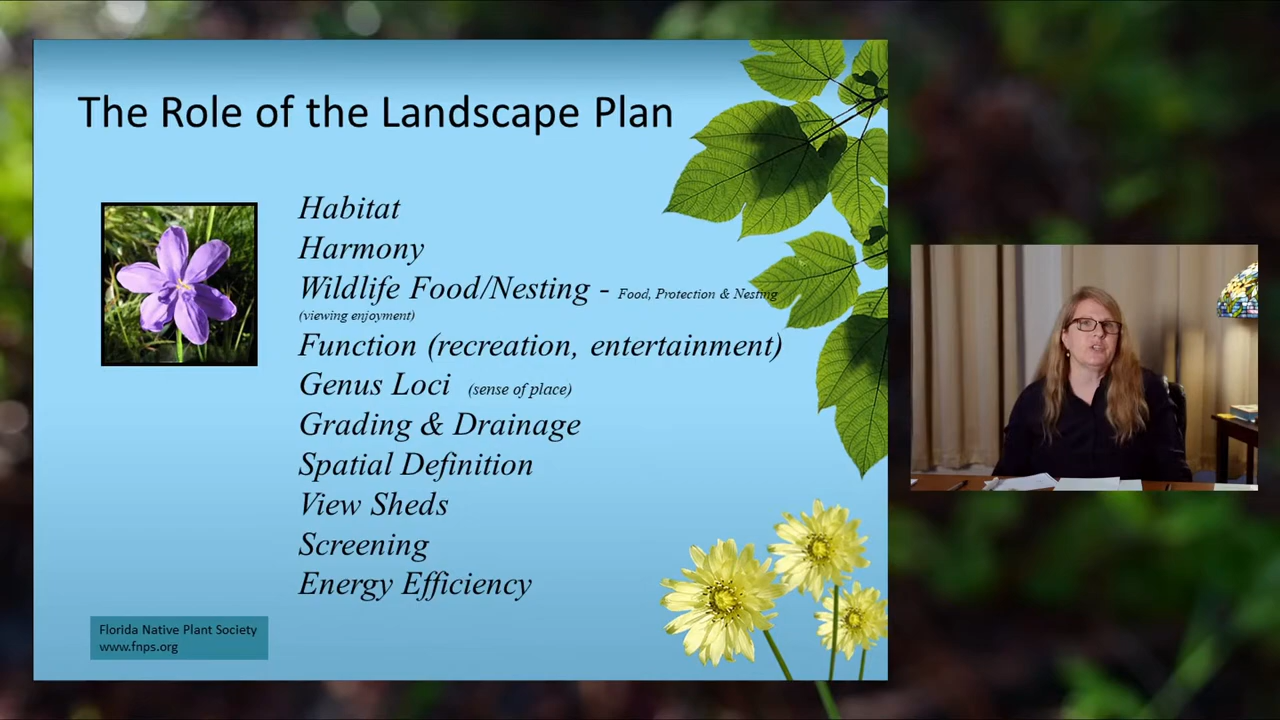 The Role of the Landscape Plan
Habitat
Harmony
Wildlife Food/Nesting - Food, Protection & Nesting
(viewing enjoyment)
Function (recreation, entertainment)
Genus Loci (sense of place)
Grading & Drainage
Spatial Definition
View Sheds
Screening
Energy Efficiency
Florida Native Plant Society
www.fnps.org